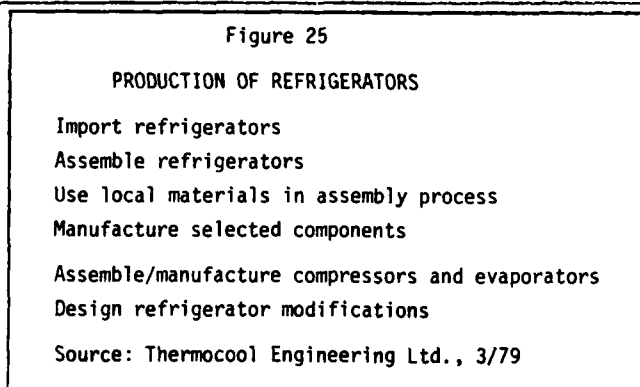 Figure 25
PRODUCTION OF REFRIGERATORS
Import refrigerators
Assemble refrigerators
Use local materials in assembly process
Manufacture selected components
Assemble/manufacture compressors and evaporators
Design refrigerator modifications
Source: Thermocool Engineering Ltd., 3/79